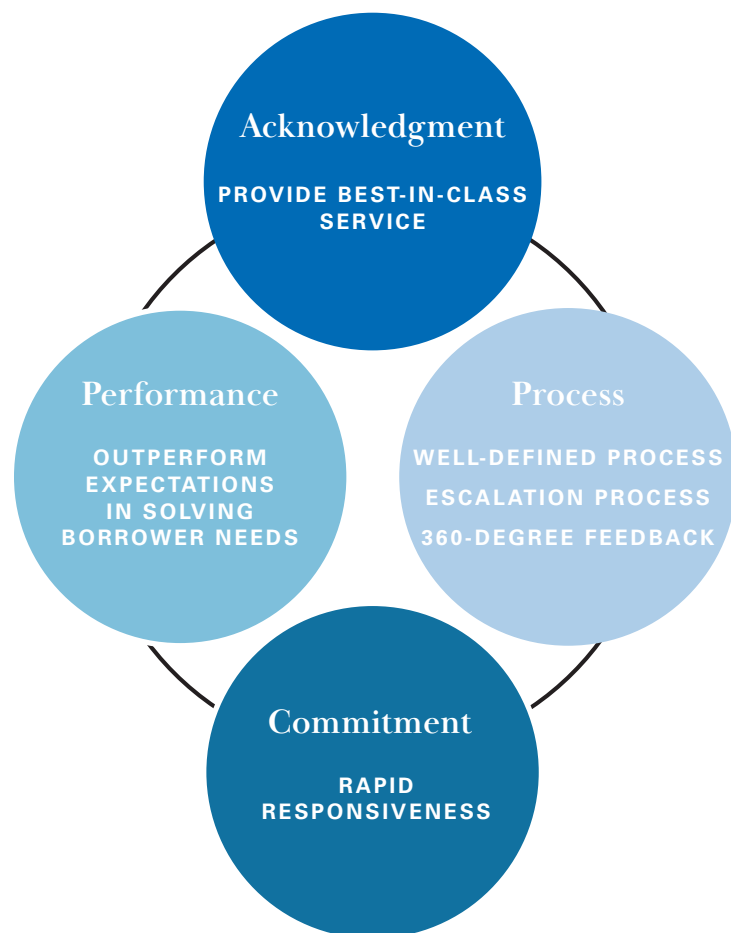 Acknowledgment
PROVIDE BEST-IN-CLASS
SERVICE
Performance
OUTPERFORM
EXPECTATIONS
IN SOLVING
BORROWER NEEDS
Process
WELL-DEFINED PROCESS
ESCALATION PROCESS
360-DEGREE FEEDBACK
Commitment
RAPID
RESPONSIVENESS